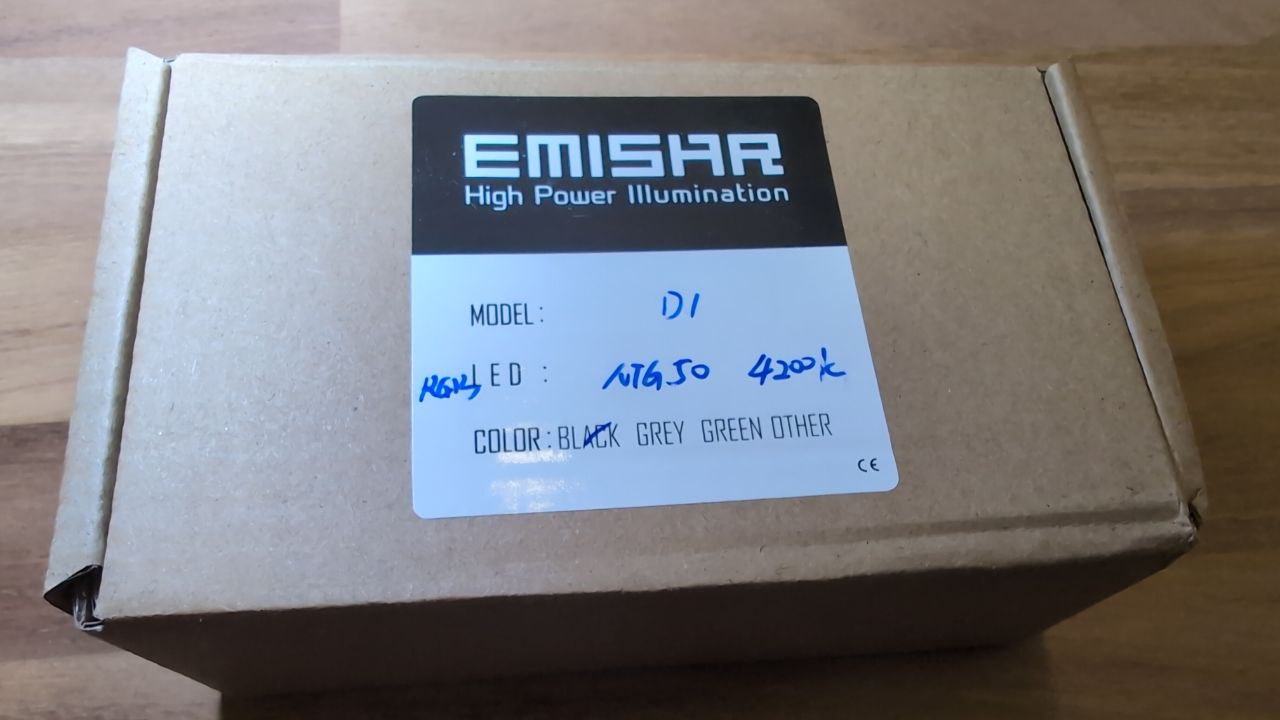 EMISAR
High Power Illumination
MODEL: D1
LED : NTG50 4200K
COLOR: BLACK GREY GREEN OTHER
CE